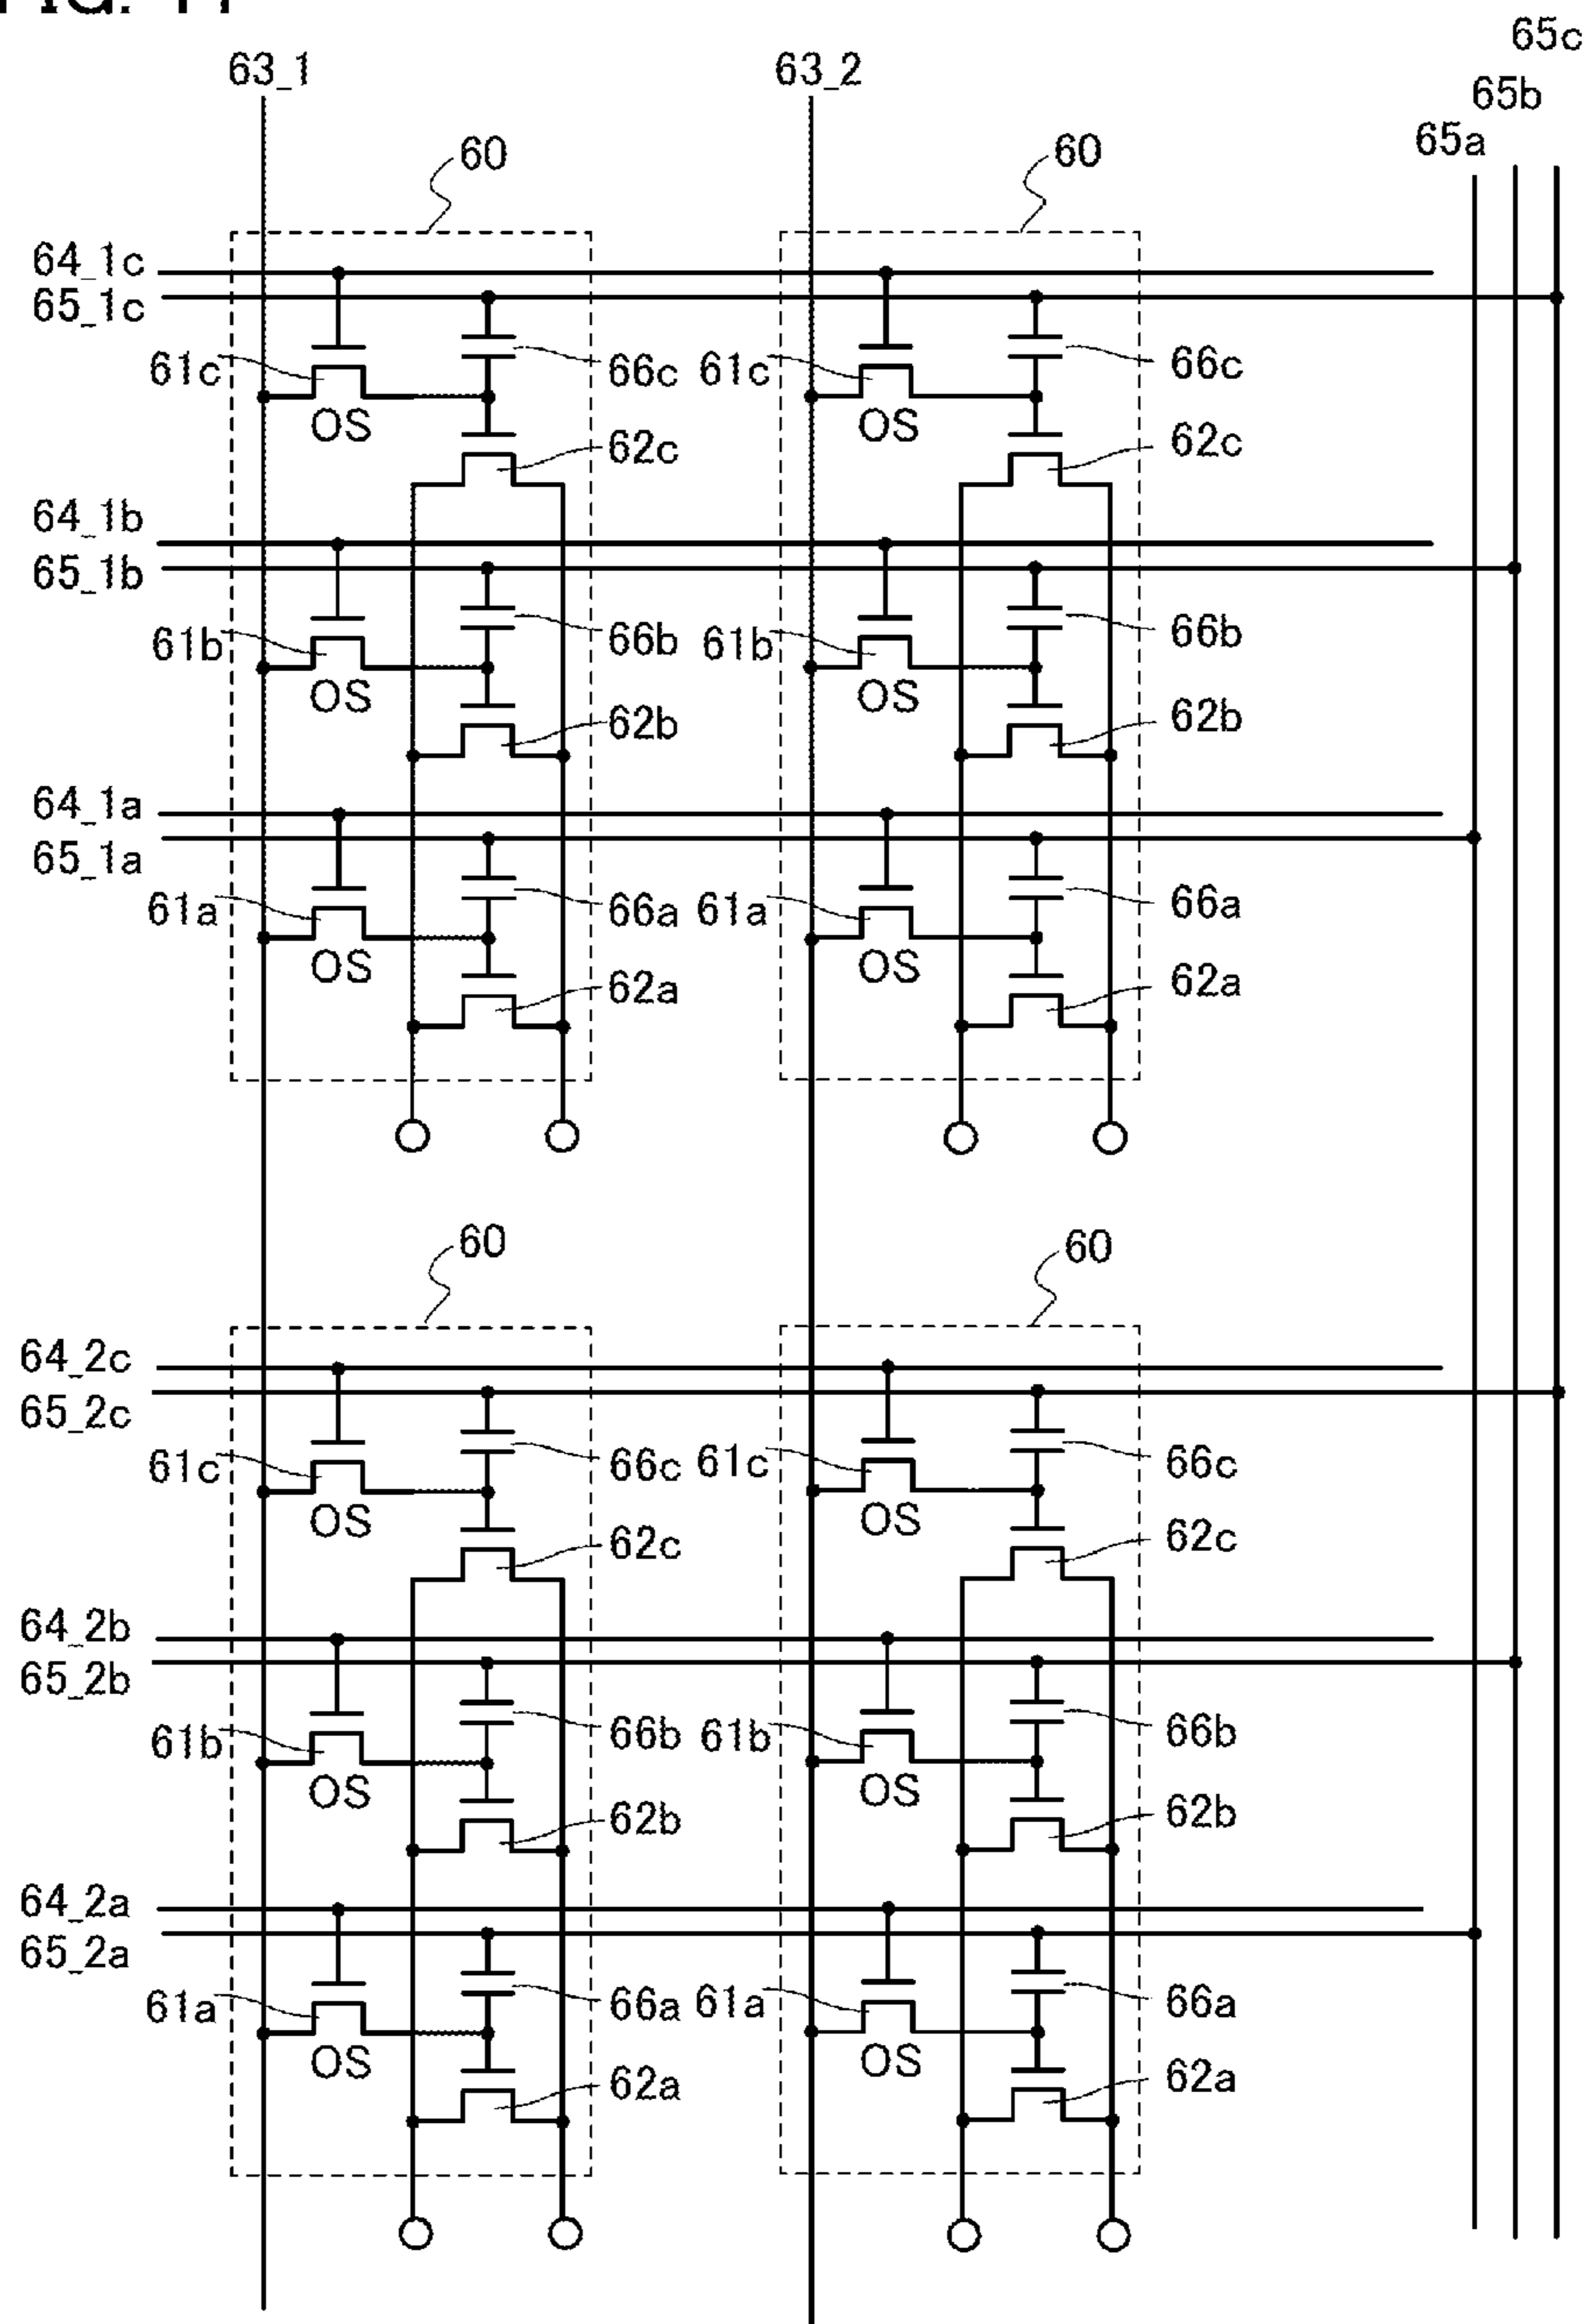 65c
63_1 63_2 65b
65a
60 60
64_1c
65_1c
61c 66c 61c 66c
OS OS
62c 62c
64_1b
65_1b
61b 66b 61b 66b
OS OS
62b 62b
64_1a
65_1a
61a 66a 61a 66a
OS OS
62a 62a
60 60
64_2c
65_2c
61c 66c 61c 66c
OS OS
62c 62c
64_2b
65_2b
61b 66b 61b 66b
OS OS
62b 62b
64_2a
65_2a
61a 66a 61a 66a
OS OS
62a 62a